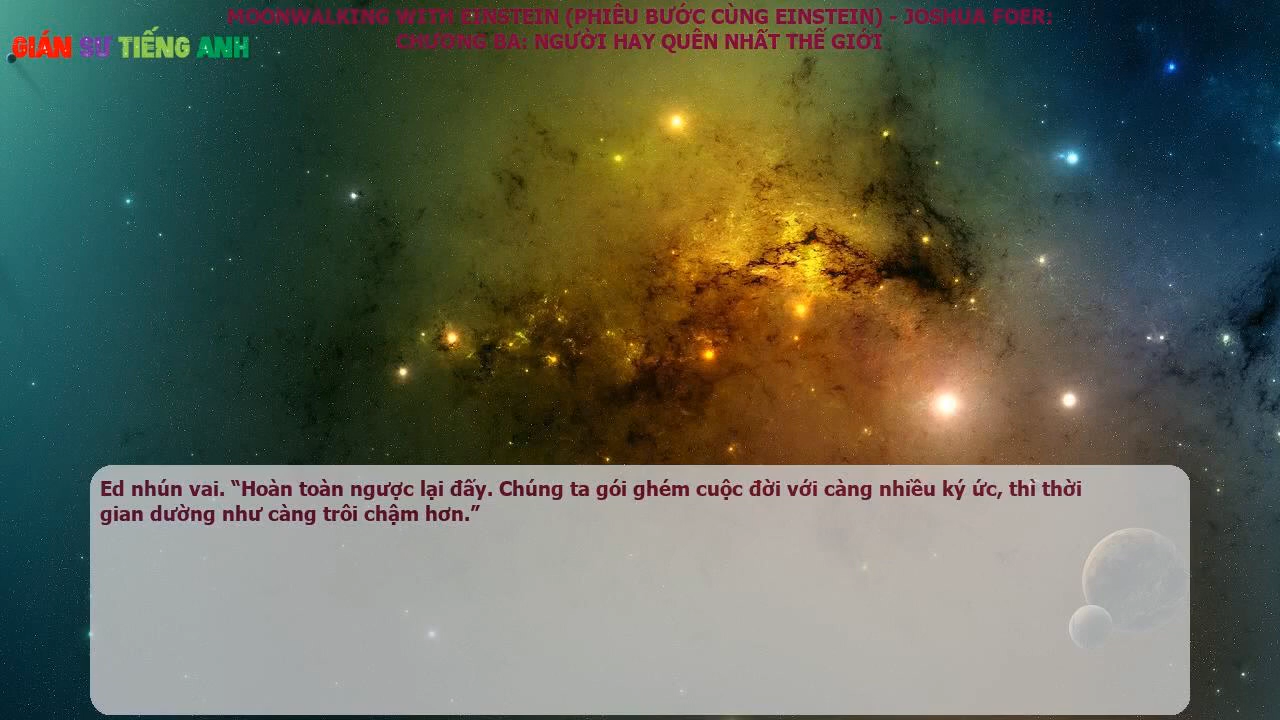 MOONWALKING WITH EINSTEIN (PHIÊU BƯỚC CÙNG EINSTEIN) - JOSHUA FOER:
CHƯƠNG BA: NGƯỜI HAY QUÊN NHẤT THẾ GIỚI
GIÁN SƯ TIẾNG ANH
Ed nhún vai. “Hoàn toàn ngược lại đấy. Chúng ta gói ghém cuộc đời với càng nhiều ký ức, thì thời
gian dường như càng trôi chậm hơn.”